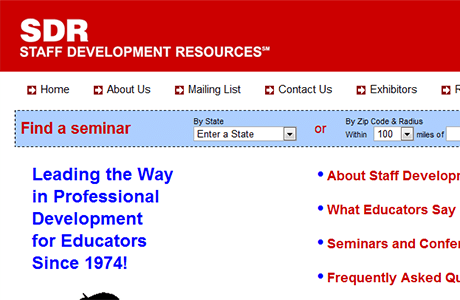 SDR
STAFF DEVELOPMENT RESOURCES℠
Home About Us Mailing List Contact Us Exhibitors R
Find a seminar
By State
Enter a State
or
By Zip Code & Radius
Within 100 miles of
Leading the Way
in Professional
Development
for Educators
Since 1974!
About Staff Develop
What Educators Say
Seminars and Confe
Frequently Asked Qu